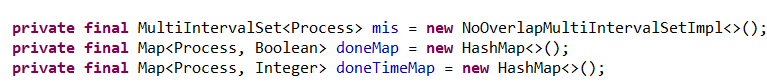 private final MultiIntervalSet<Process> mis = new NoOverlapMultiIntervalSetImpl<>();
private final Map<Process, Boolean> doneMap = new HashMap<>();
private final Map<Process, Integer> doneTimeMap = new HashMap<>();